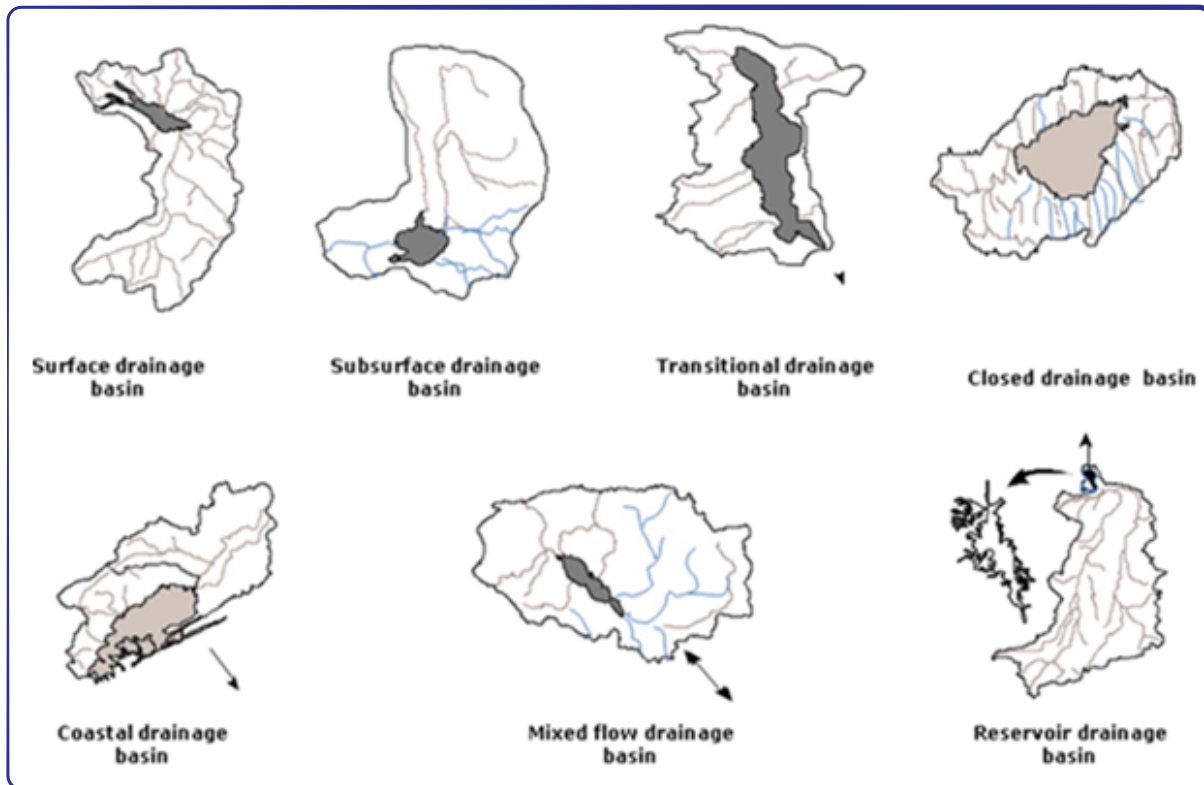 Surface drainage
basin
Subsurface drainage
basin
Transitional drainage
basin
Closed drainage basin
Coastal drainage
basin
Mixed flow drainage
basin
Reservoir drainage
basin